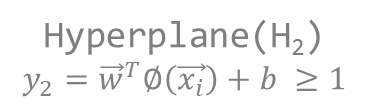 Hyperplane(H₂)
y₂ = w⃗ᵀ∅(x⃗ᵢ) + b ≥ 1